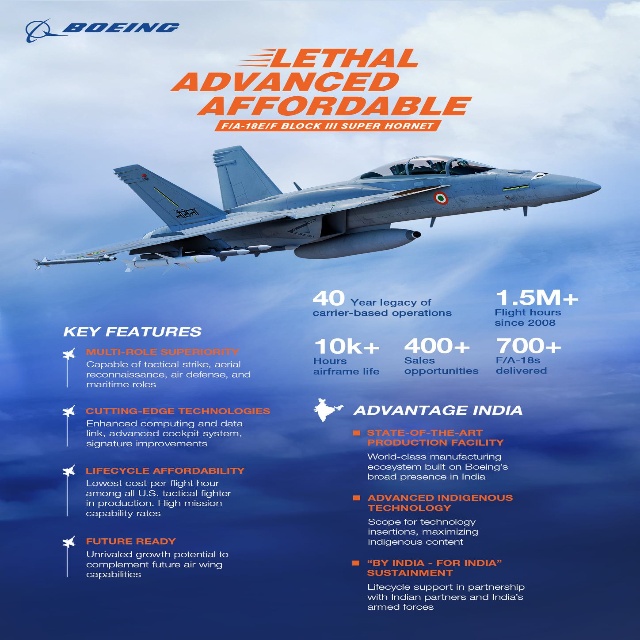 BOEING
LETHAL
ADVANCED
AFFORDABLE
F/A-18E/F BLOCK III SUPER HORNET
40 Year legacy of
carrier-based operations
1.5M+
Flight hours
since 2008
10k+
Hours
airframe life
400+
Sales
opportunities
700+
F/A-18s
delivered
KEY FEATURES
MULTI-ROLE SUPERIORITY
Capable of tactical strike, aerial
reconnaissance, air defense, and
maritime roles
CUTTING-EDGE TECHNOLOGIES
Enhanced computing and data
link, advanced cockpit system,
signature improvements
LIFECYCLE AFFORDABILITY
Lowest cost per flight hour
among all U.S. tactical fighter
in production. High mission
capability rates
FUTURE READY
Unrivaled growth potential to
complement future air wing
capabilities
ADVANTAGE INDIA
STATE-OF-THE-ART
PRODUCTION FACILITY
World-class manufacturing
ecosystem built on Boeing's
broad presence in India
ADVANCED INDIGENOUS
TECHNOLOGY
Scope for technology
insertions, maximizing
indigenous content
"BY INDIA - FOR INDIA"
SUSTAINMENT
Lifecycle support in partnership
with Indian partners and India's
armed forces